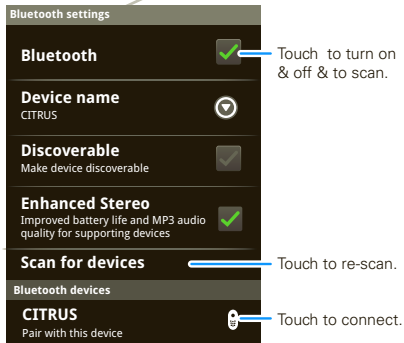 Bluetooth settings
Bluetooth
Touch to turn on
& off & to scan.
Device name
CITRUS
Discoverable
Make device discoverable
Enhanced Stereo
Improved battery life and MP3 audio
quality for supporting devices
Scan for devices
Touch to re-scan.
Bluetooth devices
CITRUS
Pair with this device
Touch to connect.